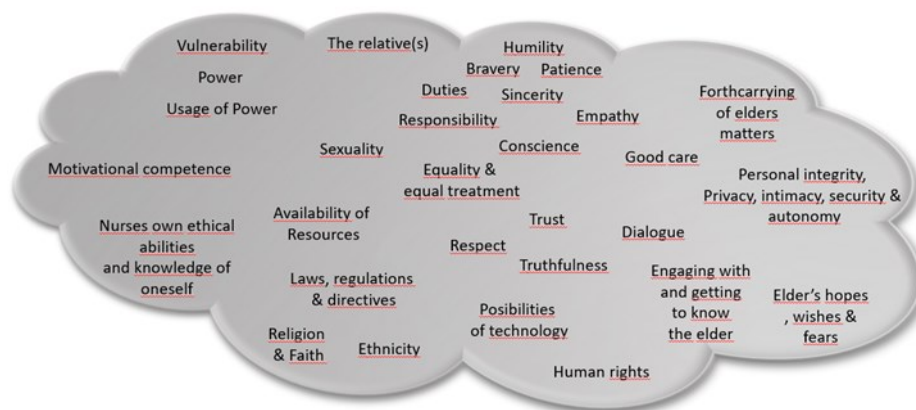 Vulnerability
The relative(s)
Humility
Bravery
Patience
Power
Duties
Sincerity
Forthcarrying
of elders
matters
Usage of Power
Responsibility
Empathy
Sexuality
Conscience
Good care
Motivational competence
Equality &
equal treatment
Personal integrity,
Privacy, intimacy, security &
autonomy
Nurses own ethical
abilities
and knowledge of
oneself
Availability of
Resources
Trust
Dialogue
Respect
Truthfulness
Laws, regulations
& directives
Engaging with
and getting
to know
the elder
Elder's hopes
, wishes &
fears
Posibilities
of technology
Religion
& Faith
Ethnicity
Human rights